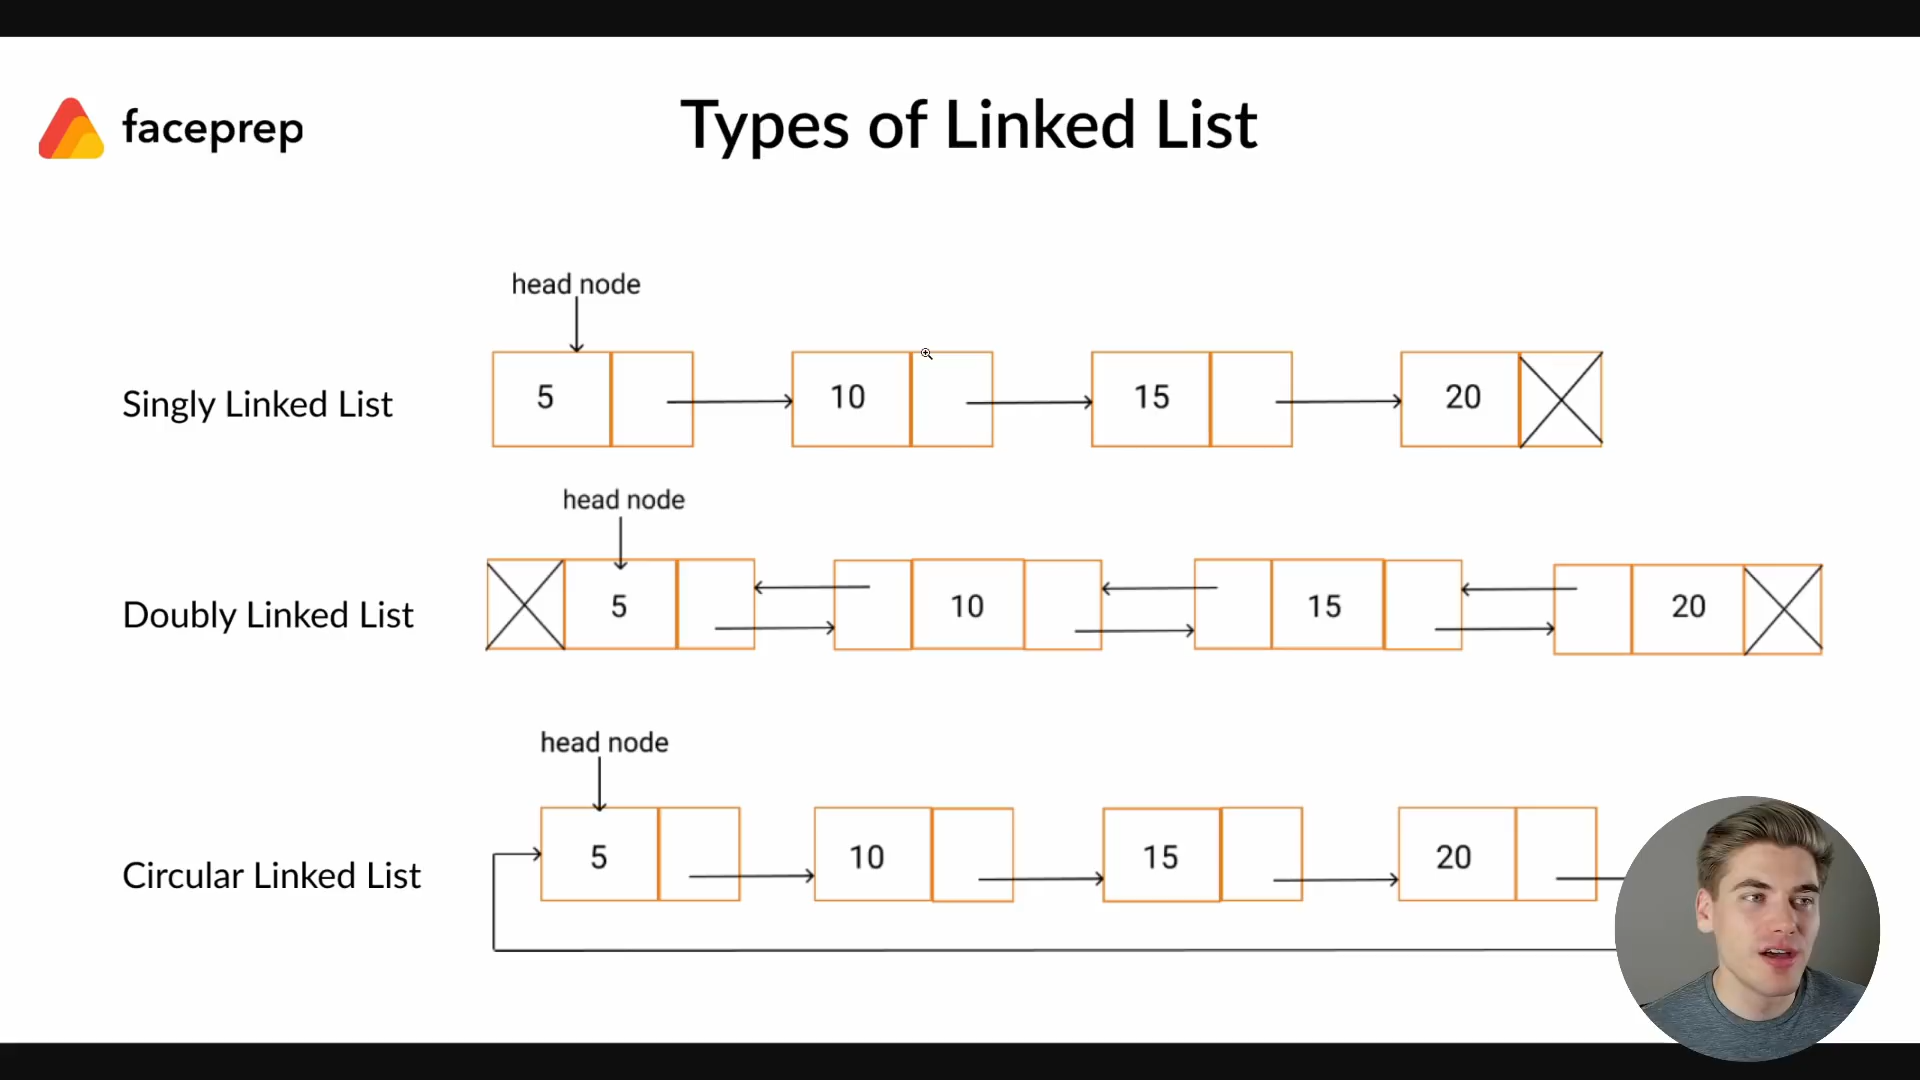 faceprep
Types of Linked List
head node
Singly Linked List
5
10
15
20
head node
Doubly Linked List
5
10
15
20
head node
Circular Linked List
5
10
15
20